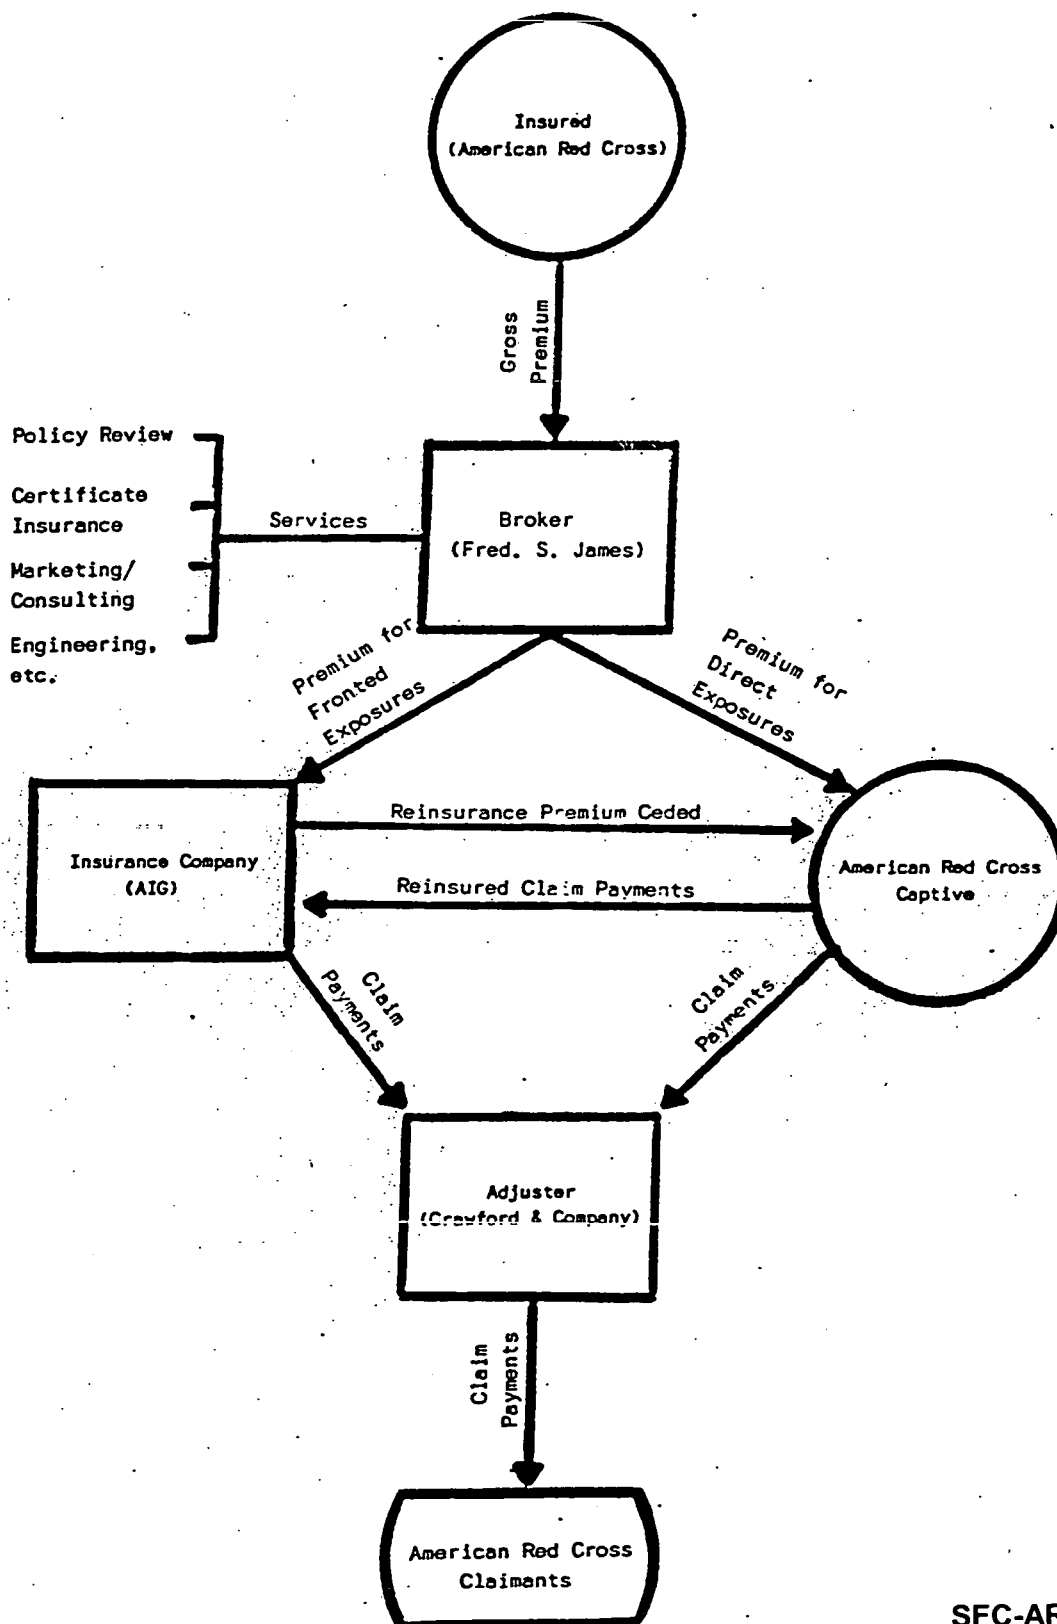 Insured
(American Red Cross)
Gross
Premium
Policy Review
Certificate
Insurance
Marketing/
Consulting
Engineering,
etc.
Services
Broker
(Fred. S. James)
Premium for
Fronted
Exposures
Premium for
Direct
Exposures
Insurance Company
(AIG)
Reinsurance Premium Ceded
Reinsured Claim Payments
American Red Cross
Captive
Claim
Payments
Claim
Payments
Adjuster
(Crawford & Company)
Claim
Payments
American Red Cross
Claimants